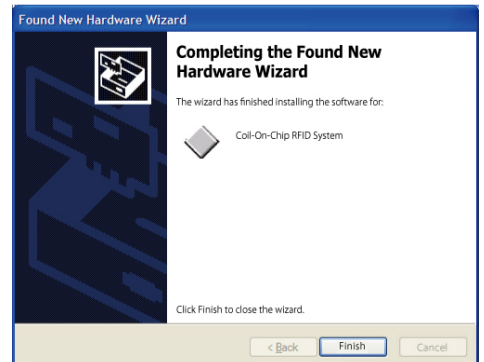 Found New Hardware Wizard
Completing the Found New
Hardware Wizard
The wizard has finished installing the software for:
Coil-On-Chip RFID System
Click Finish to close the wizard.
< Back
Finish
Cancel